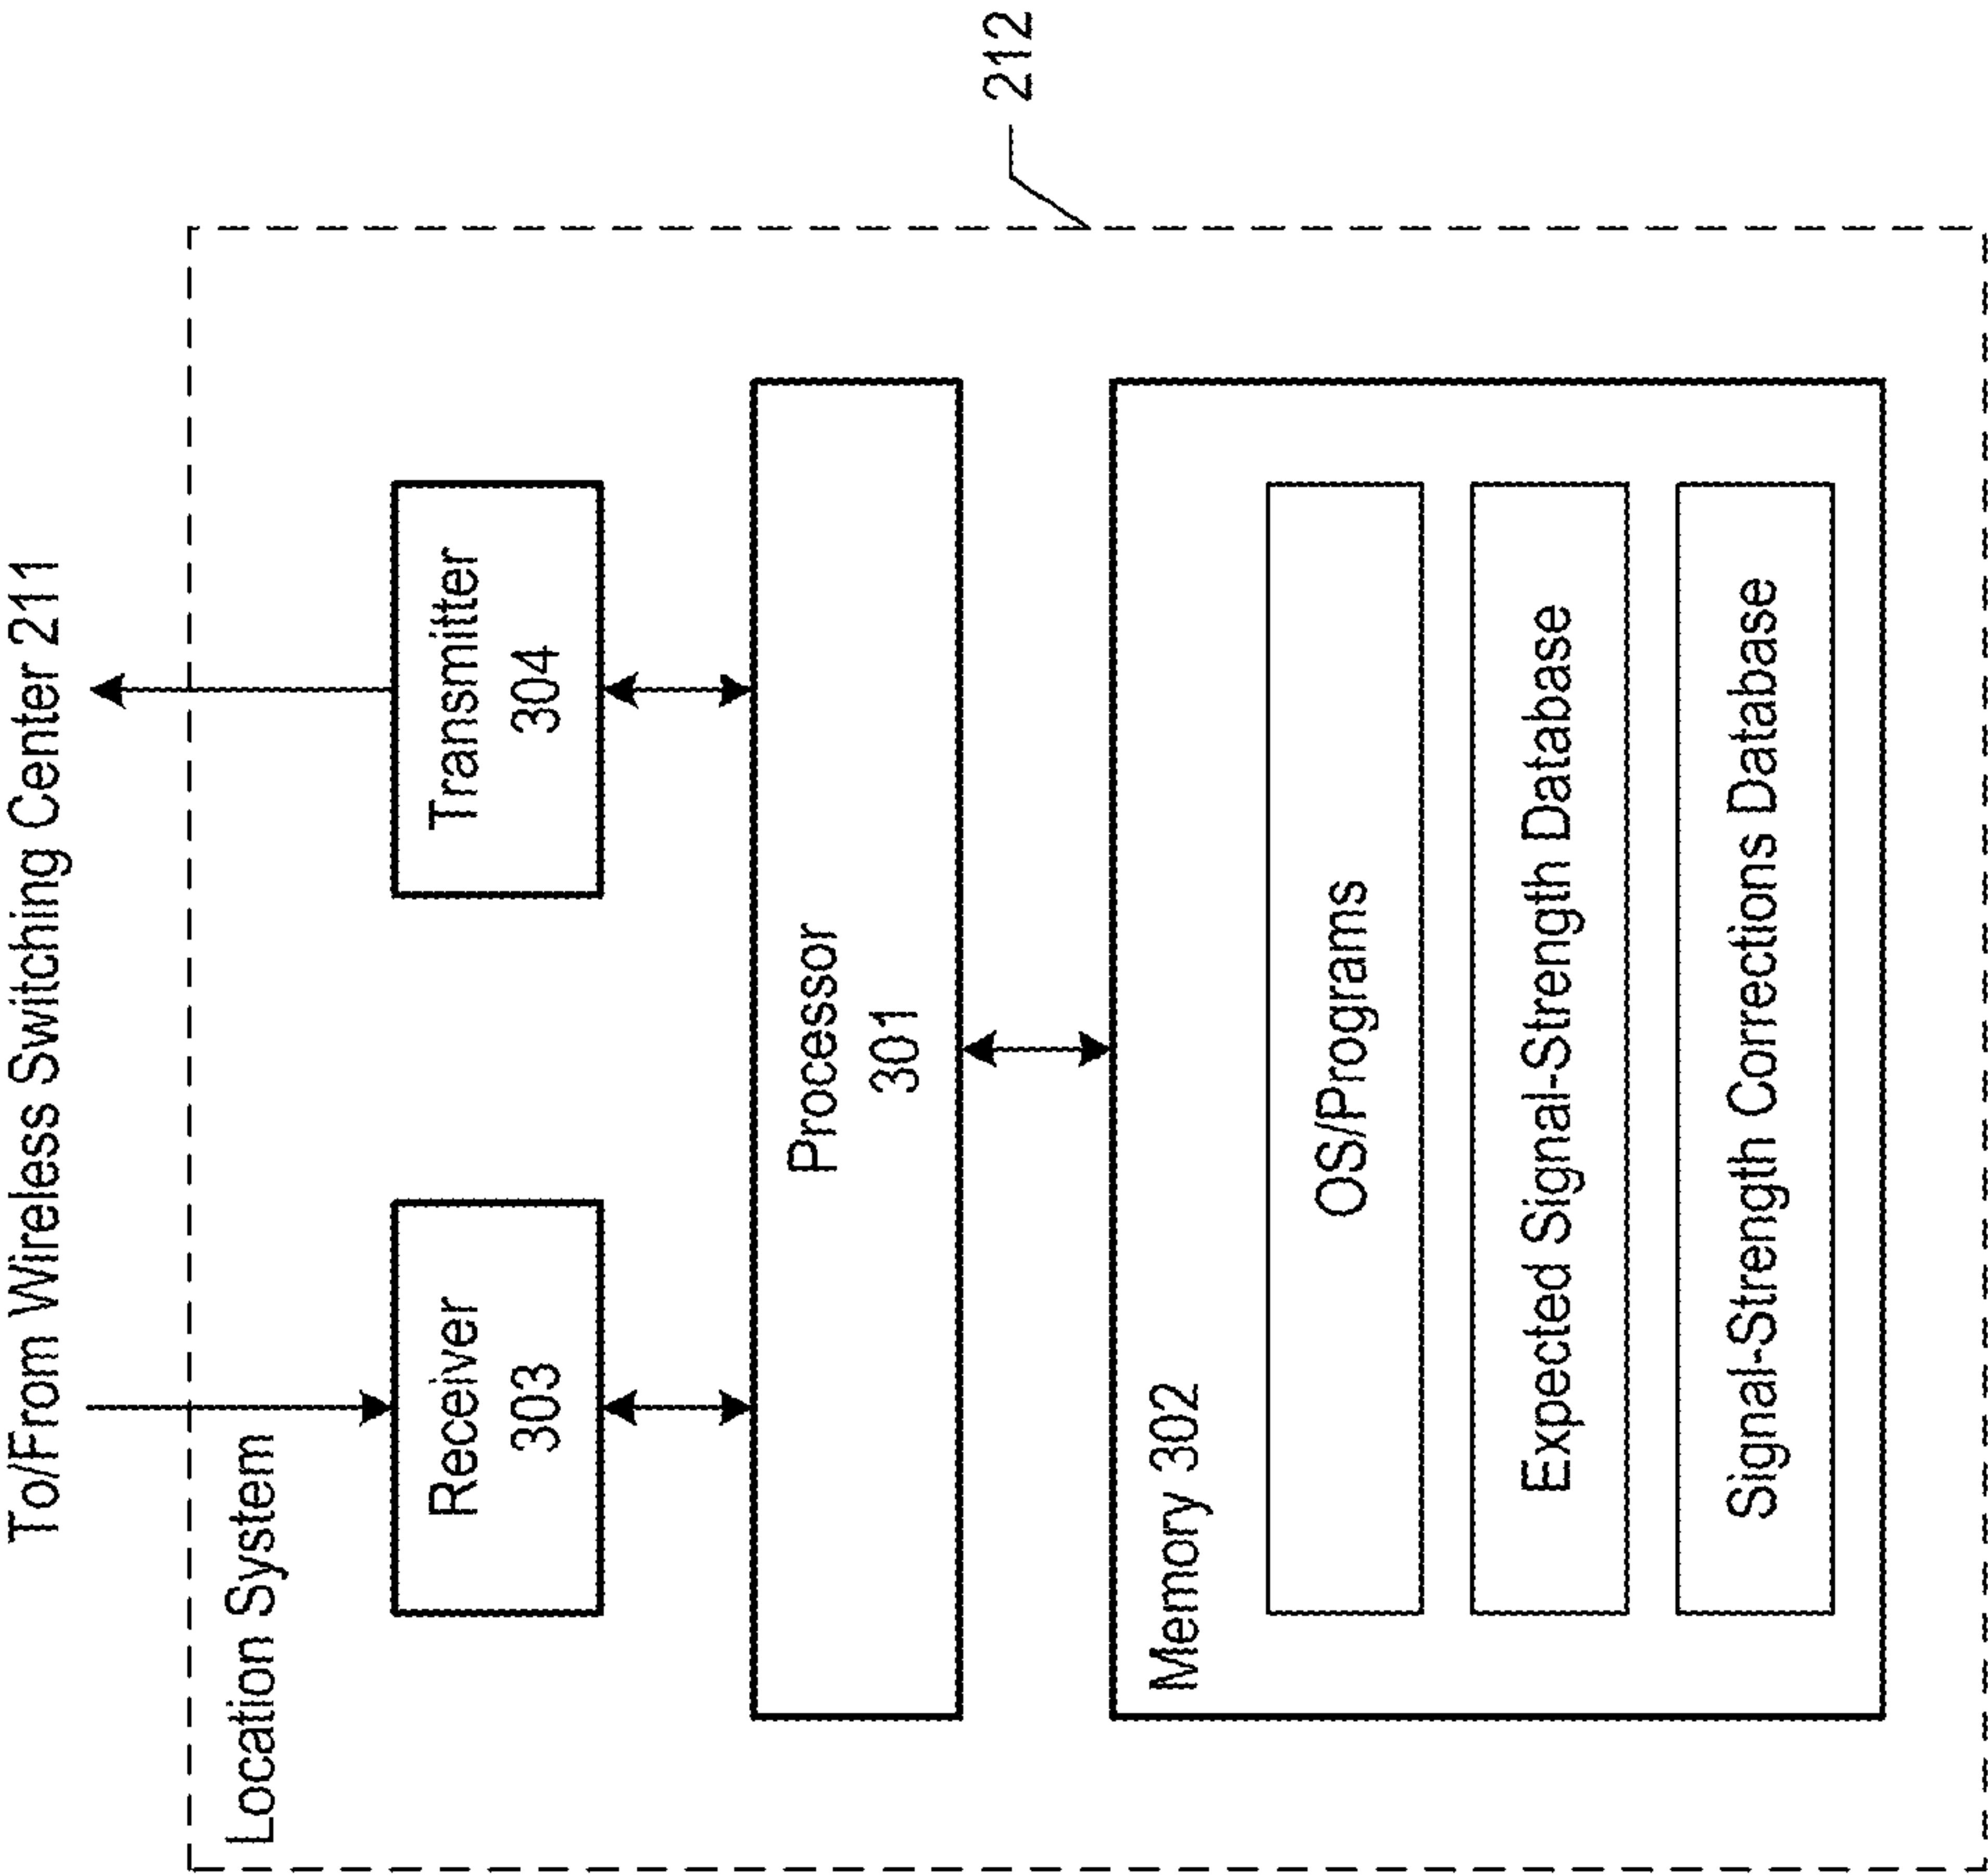 To/From Wireless Switching Center 211
Location System
Receiver
303
Transmitter
304
Processor
301
Memory 302
OS/Programs
Expected Signal-Strength Database
Signal-Strength Corrections Database
212